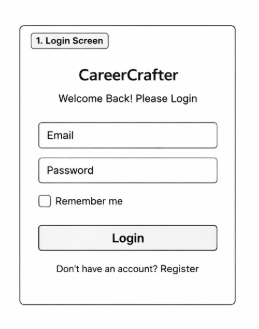 1. Login Screen
CareerCrafter
Welcome Back! Please Login
Email
Password
Remember me
Login
Don't have an account? Register